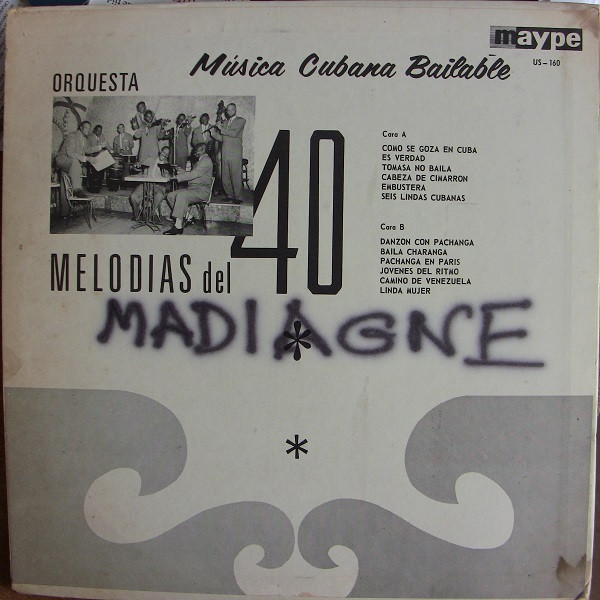 maype
US-160
Música Cubana Bailable
ORQUESTA
MELODIAS del 40
Cara A
COMO SE GOZA EN CUBA
ES VERDAD
TOMASA NO BAILA
CABEZA DE CIMARRON
EMBUSTERA
SEIS LINDAS CUBANAS
Cara B
DANZON CON PACHANGA
BAILA CHARANGA
PACHANGA EN PARIS
JOVENES DEL RITMO
CAMINO DE VENEZUELA
LINDA MUJER
MADIAGNE
*
*